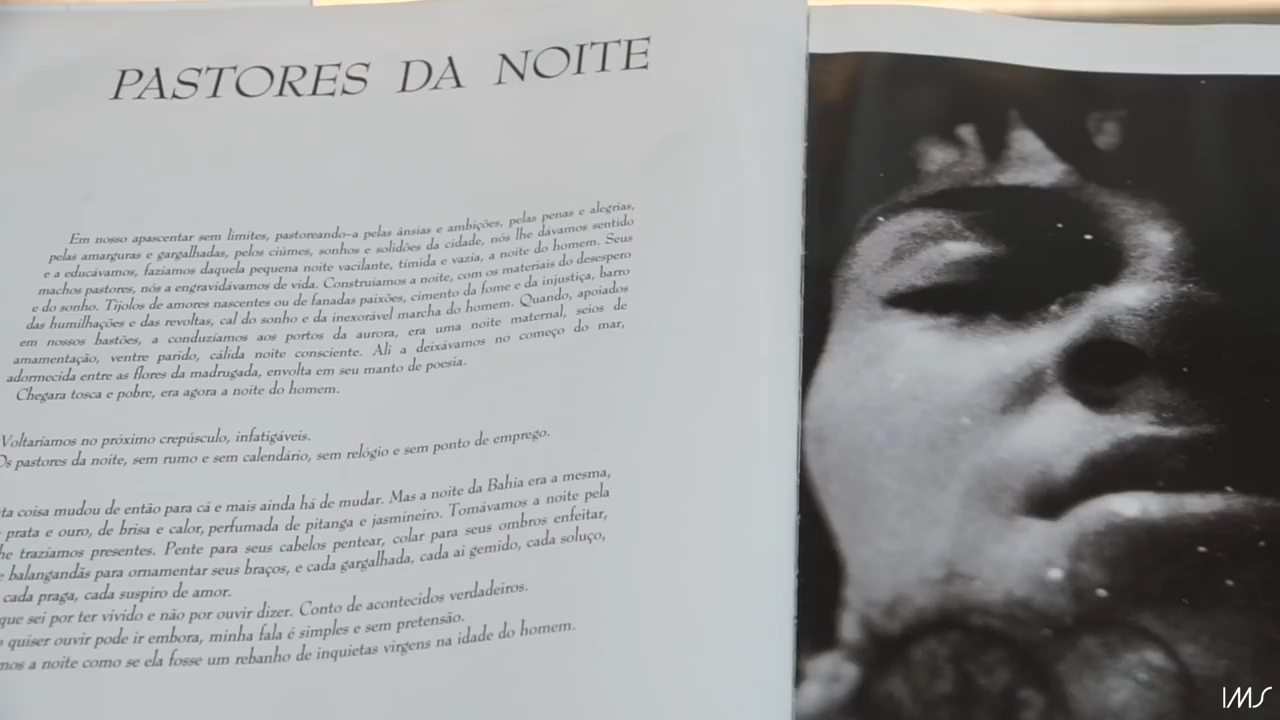 PASTORES DA NOITE
Em nosso apascentar sem limites, pastoreando-a pelas ânsias e ambições, pelas penas e alegrias,
pelas amarguras e gargalhadas, pelos ciúmes, sonhos e solidões da cidade, nós lhe dávamos sentido
e a educávamos, fazíamos daquela pequena noite vacilante, tímida e vazia, a noite do homem. Seus
machos pastores, nós a engravidávamos de vida. Construíamos a noite, com os materiais do desespero
e do sonho. Tijolos de amores nascentes ou de fanadas paixões, cimento da fome e da injustiça, barro
das humilhações e das revoltas, cal do sonho e da inexorável marcha do homem. Quando, apoiados
em nossos bastões, a conduzíamos aos portos da aurora, era uma noite maternal, seios de
amamentação, ventre parido, cálida noite consciente. Ali a deixávamos no começo do mar,
adormecida entre as flores da madrugada, envolta em seu manto de poesia.
Chegara tosca e pobre, era agora a noite do homem.
Voltaríamos no próximo crepúsculo, infatigáveis.
Os pastores da noite, sem rumo e sem calendário, sem relógio e sem ponto de emprego.
ta coisa mudou de então para cá e mais ainda há de mudar. Mas a noite da Bahia era a mesma,
prata e ouro, de brisa e calor, perfumada de pitanga e jasmineiro. Tomávamos a noite pela
he trazíamos presentes. Pente para seus cabelos pentear, colar para seus ombros enfeitar,
e balangandãs para ornamentar seus braços, e cada gargalhada, cada ai gemido, cada soluço,
cada praga, cada suspiro de amor.
que sei por ter vivido e não por ouvir dizer. Conto de acontecidos verdadeiros.
quiser ouvir pode ir embora, minha fala é simples e sem pretensão.
mos a noite como se ela fosse um rebanho de inquietas virgens na idade do homem.
IMS